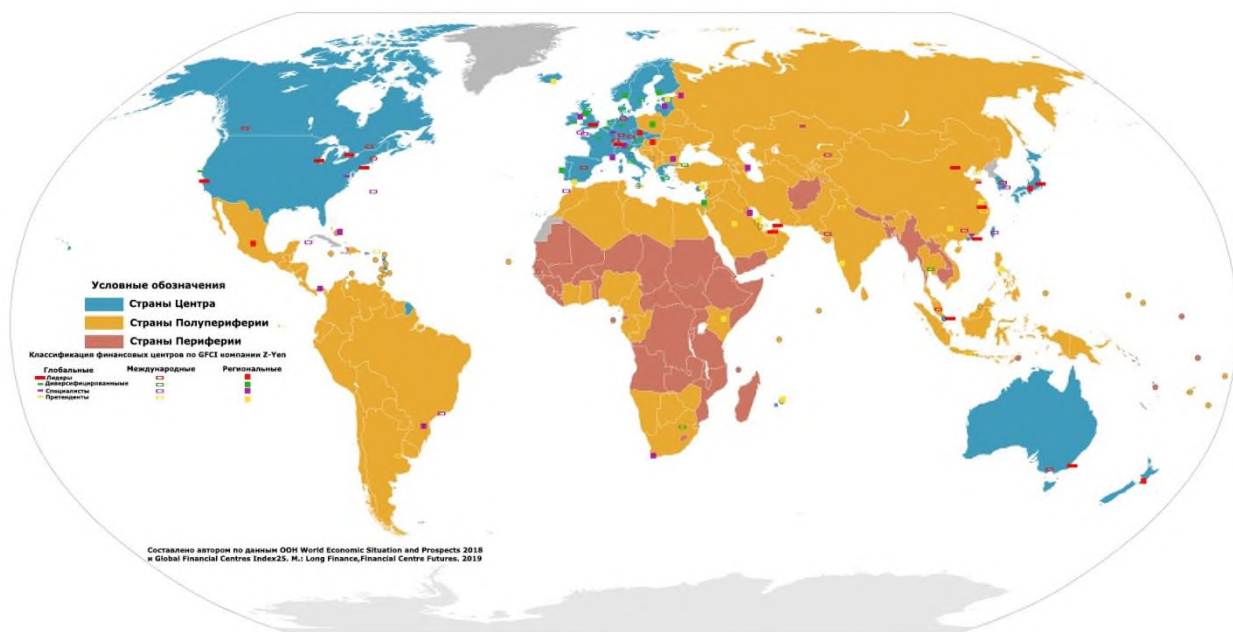 Условные обозначения
Страны Центра
Страны Полупериферии
Страны Периферии
Классификация финансовых центров по GFCI компании Z-Yen
Глобальные Международные Региональные
Лидеры
Диверсифицированные
Специалисты
Претенденты
Составлено автором по данным ООН World Economic Situation and Prospects 2018
и Global Financial Centres Index25. М.: Long Finance,Financial Centre Futures. 2019